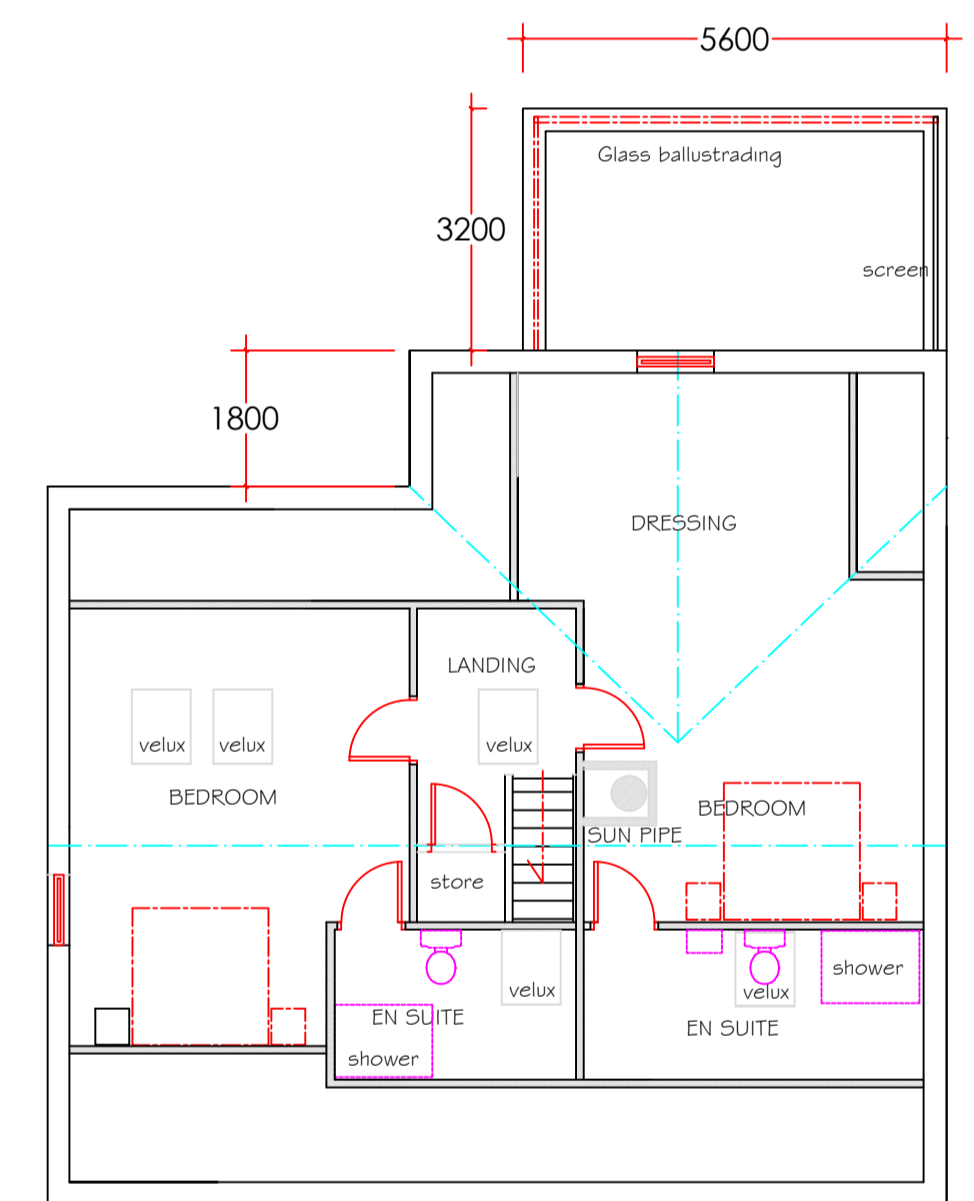 5600
Glass ballustrading
3200
screen
1800
DRESSING
LANDING
velux
velux
velux
BEDROOM
BEDROOM
SUN PIPE
store
shower
velux
velux
EN SUITE
EN SUITE
shower